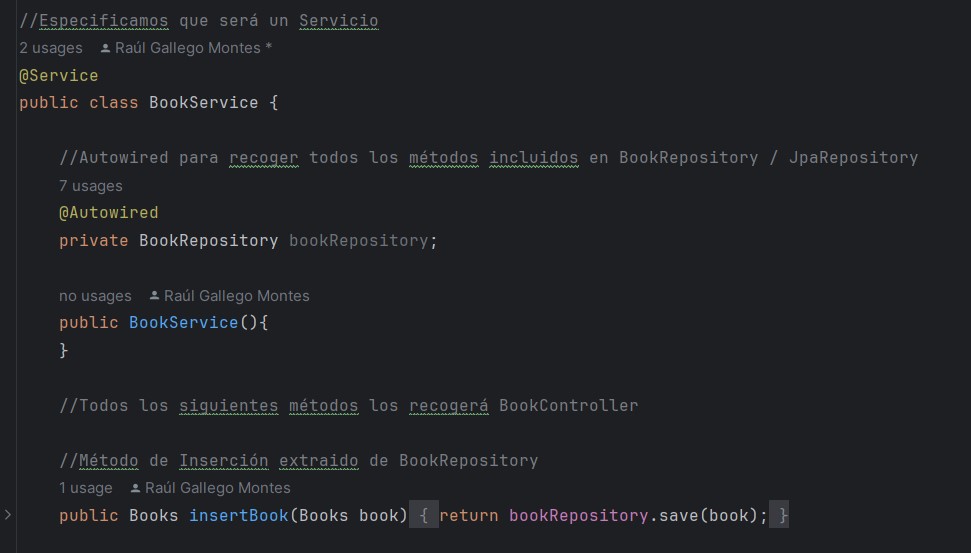 //Especificamos que será un Servicio
2 usages Raúl Gallego Montes *
@Service
public class BookService {
//Autowired para recoger todos los métodos incluidos en BookRepository / JpaRepository
7 usages
@Autowired
private BookRepository bookRepository;
no usages Raúl Gallego Montes
public BookService(){
}
//Todos los siguientes métodos los recogerá BookController
//Método de Inserción extraido de BookRepository
1 usage Raúl Gallego Montes
public Books insertBook(Books book) { return bookRepository.save(book); }